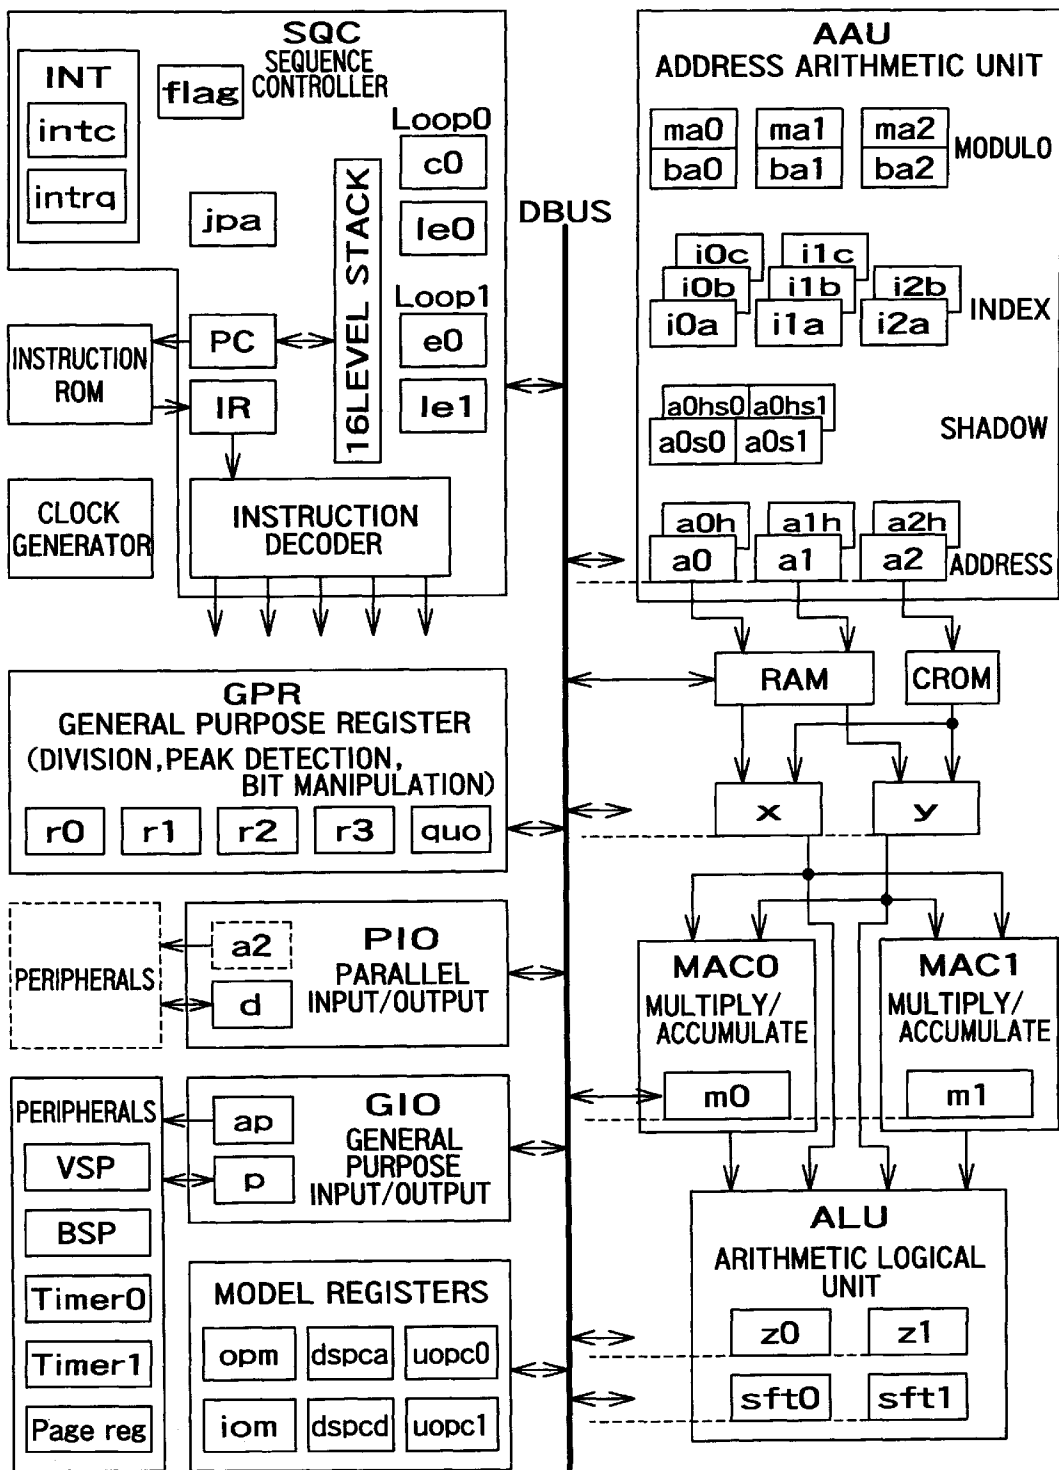 SQC
SEQUENCE
CONTROLLER
INT
intc
intrq
flag
jpa
Loop0
c0
le0
Loop1
e0
le1
16LEVEL STACK
PC
IR
INSTRUCTION
ROM
CLOCK
GENERATOR
INSTRUCTION
DECODER
DBUS
AAU
ADDRESS ARITHMETIC UNIT
ma0 ma1 ma2
MODULO
ba0 ba1 ba2
i0c i1c
i0b i1b i2b
INDEX
i0a i1a i2a
a0hs0 a0hs1
SHADOW
a0s0 a0s1
a0h a1h a2h
a0 a1 a2 ADDRESS
RAM CROM
GPR
GENERAL PURPOSE REGISTER
(DIVISION,PEAK DETECTION,
BIT MANIPULATION)
r0 r1 r2 r3 quo
x y
PERIPHERALS
a2
d
PIO
PARALLEL
INPUT/OUTPUT
MAC0
MULTIPLY/
ACCUMULATE
m0
MAC1
MULTIPLY/
ACCUMULATE
m1
PERIPHERALS
VSP
BSP
Timer0
Timer1
Page reg
ap
p
GIO
GENERAL
PURPOSE
INPUT/OUTPUT
MODEL REGISTERS
opm dspca uopc0
iom dspcd uopc1
ALU
ARITHMETIC LOGICAL
UNIT
z0 z1
sft0 sft1